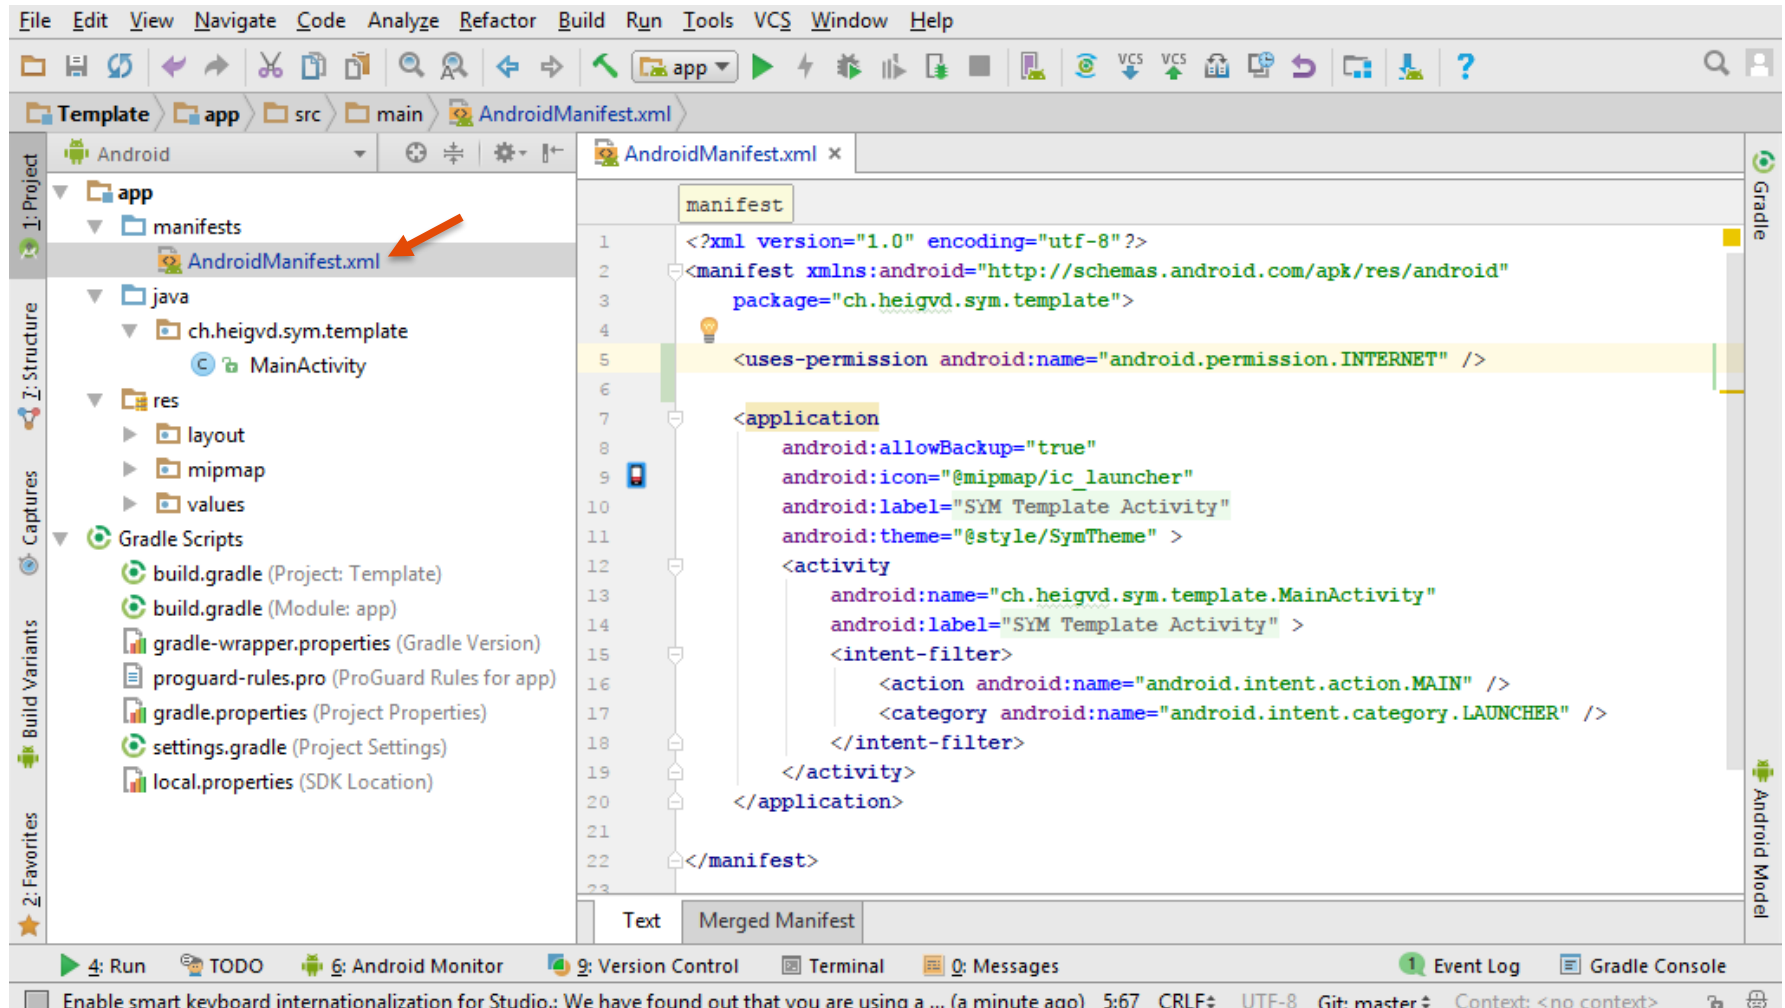 File Edit View Navigate Code Analyze Refactor Build Run Tools VCS Window Help
app VCS VCS ?
Template app src main AndroidManifest.xml
Android
AndroidManifest.xml
1: Project
7: Structure
Captures
Build Variants
2: Favorites
app
manifests
AndroidManifest.xml
java
ch.heigvd.sym.template
C MainActivity
res
layout
mipmap
values
Gradle Scripts
build.gradle (Project: Template)
build.gradle (Module: app)
gradle-wrapper.properties (Gradle Version)
proguard-rules.pro (ProGuard Rules for app)
gradle.properties (Project Properties)
settings.gradle (Project Settings)
local.properties (SDK Location)
manifest
1 <?xml version="1.0" encoding="utf-8"?>
2 <manifest xmlns:android="http://schemas.android.com/apk/res/android"
3 package="ch.heigvd.sym.template">
4
5 <uses-permission android:name="android.permission.INTERNET" />
6
7 <application
8 android:allowBackup="true"
9 android:icon="@mipmap/ic_launcher"
10 android:label="SYM Template Activity"
11 android:theme="@style/SymTheme" >
12 <activity
13 android:name="ch.heigvd.sym.template.MainActivity"
14 android:label="SYM Template Activity" >
15 <intent-filter>
16 <action android:name="android.intent.action.MAIN" />
17 <category android:name="android.intent.category.LAUNCHER" />
18 </intent-filter>
19 </activity>
20 </application>
21
22 </manifest>
23
Text Merged Manifest
Gradle
Android Model
4: Run TODO 6: Android Monitor 9: Version Control Terminal 0: Messages 1 Event Log Gradle Console
Enable smart keyboard internationalization for Studio.: We have found out that you are using a ... (a minute ago) 5:67 CRLF UTF-8 Git: master Context: <no context>